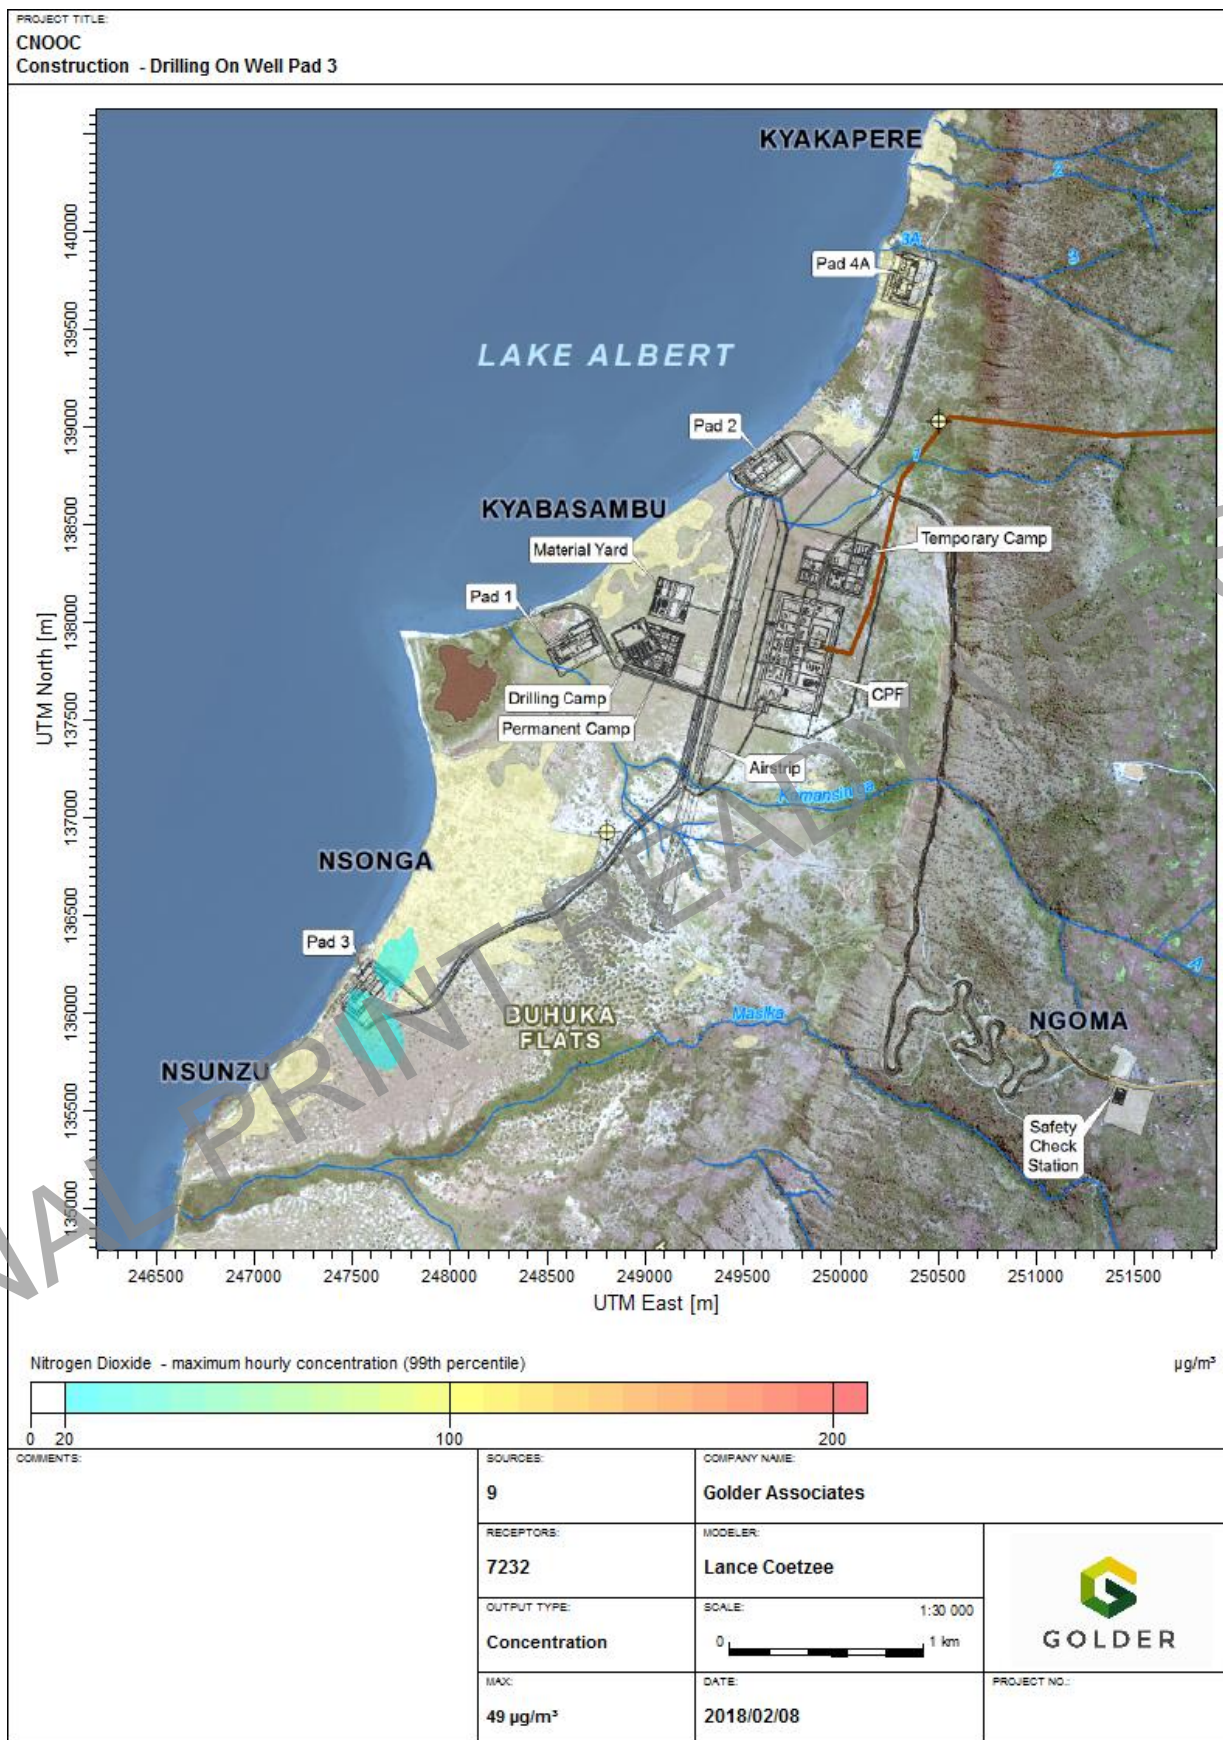 PROJECT TITLE:
CNOOC
Construction - Drilling On Well Pad 3
KYAKAPERE
2
3A
3
Pad 4A
LAKE ALBERT
Pad 2
1
KYABASAMBU
Temporary Camp
Material Yard
Pad 1
Drilling Camp
CPF
Permanent Camp
Airstrip
NSONGA
Pad 3
A
BUHUKA
FLATS
Masika
NGOMA
NSUNZU
Safety
Check
Station
UTM North [m]
140000
139500
139000
138500
138000
137500
137000
136500
136000
135500
135000
246500 247000 247500 248000 248500 249000 249500 250000 250500 251000 251500
UTM East [m]
Nitrogen Dioxide - maximum hourly concentration (99th percentile) µg/m³
0 20 100 200
COMMENTS:
SOURCES:
9
COMPANY NAME:
Golder Associates
RECEPTORS:
7232
MODELER:
Lance Coetzee
OUTPUT TYPE:
Concentration
SCALE: 1:30 000
0 1 km
GOLDER
MAX:
49 µg/m³
DATE:
2018/02/08
PROJECT NO.: